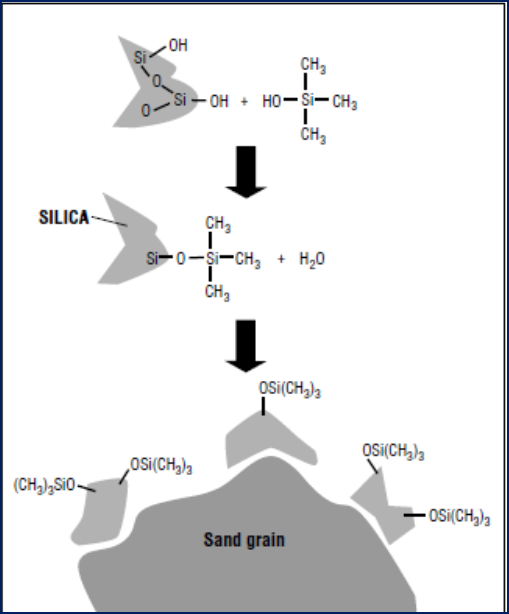 Si OH
O
O Si OH + HO Si CH₃
CH₃
CH₃
SILICA
Si O Si CH₃ + H₂O
CH₃
CH₃
OSi(CH₃)₃
OSi(CH₃)₃
(CH₃)₃SiO
OSi(CH₃)₃
OSi(CH₃)₃
Sand grain